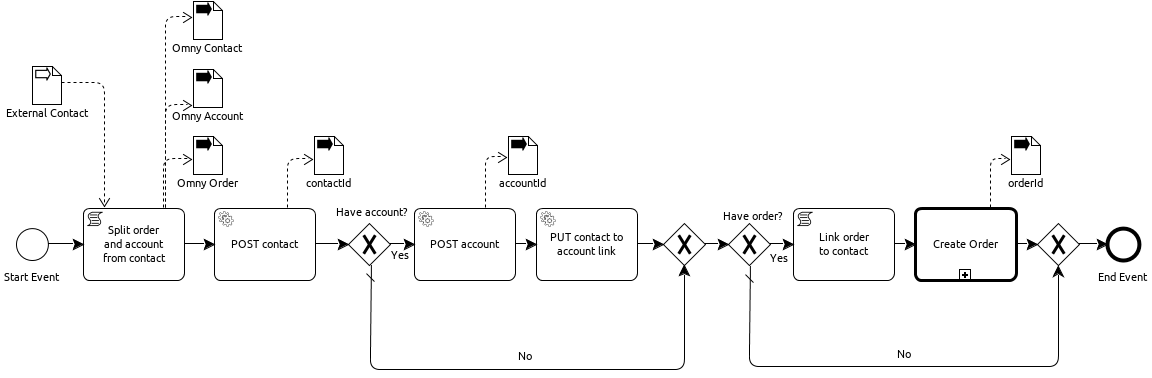 Omny Contact
External Contact
Omny Account
Omny Order
contactId
accountId
orderId
Start Event
Split order
and account
from contact
POST contact
Have account?
Yes
POST account
PUT contact to
account link
Have order?
Yes
Link order
to contact
Create Order
End Event
No
No